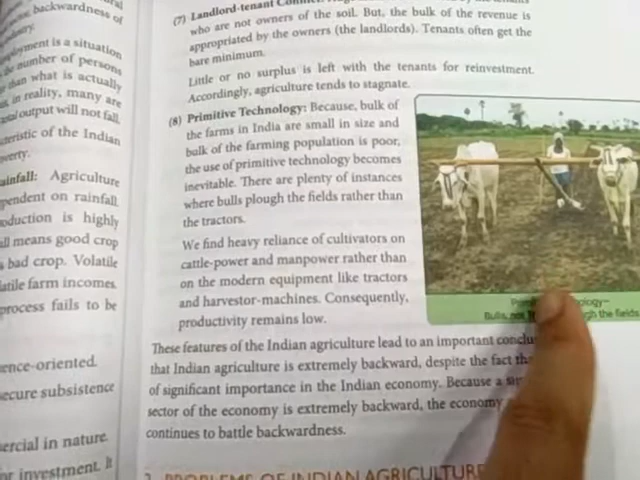 backwardness of
ployment is a situation
number of persons
than what is actually
in reality, many are
output will not fall.
teristic of the Indian
verty.
ainfall: Agriculture
pendent on rainfall.
oduction is highly
ll means good crop
bad crop. Volatile
atile farm incomes.
process fails to be
ence-oriented.
ecure subsistence
ercial in nature.
or investment. It
(7) Landlord-tenant
who are not owners of the soil. But, the bulk of the revenue is
appropriated by the owners (the landlords). Tenants often get the
bare minimum.
Little or no surplus is left with the tenants for reinvestment.
Accordingly, agriculture tends to stagnate.
(8) Primitive Technology: Because, bulk of
the farms in India are small in size and
bulk of the farming population is poor,
the use of primitive technology becomes
inevitable. There are plenty of instances
where bulls plough the fields rather than
the tractors.
We find heavy reliance of cultivators on
cattle-power and manpower rather than
on the modern equipment like tractors
and harvestor-machines. Consequently,
productivity remains low.
ology–
Bulls, not gh the fields
These features of the Indian agriculture lead to an important conclu
that Indian agriculture is extremely backward, despite the fact tha
of significant importance in the Indian economy. Because a
sector of the economy is extremely backward, the economy
continues to battle backwardness.
PROBLEMS OF INDIAN AGRICULTURE